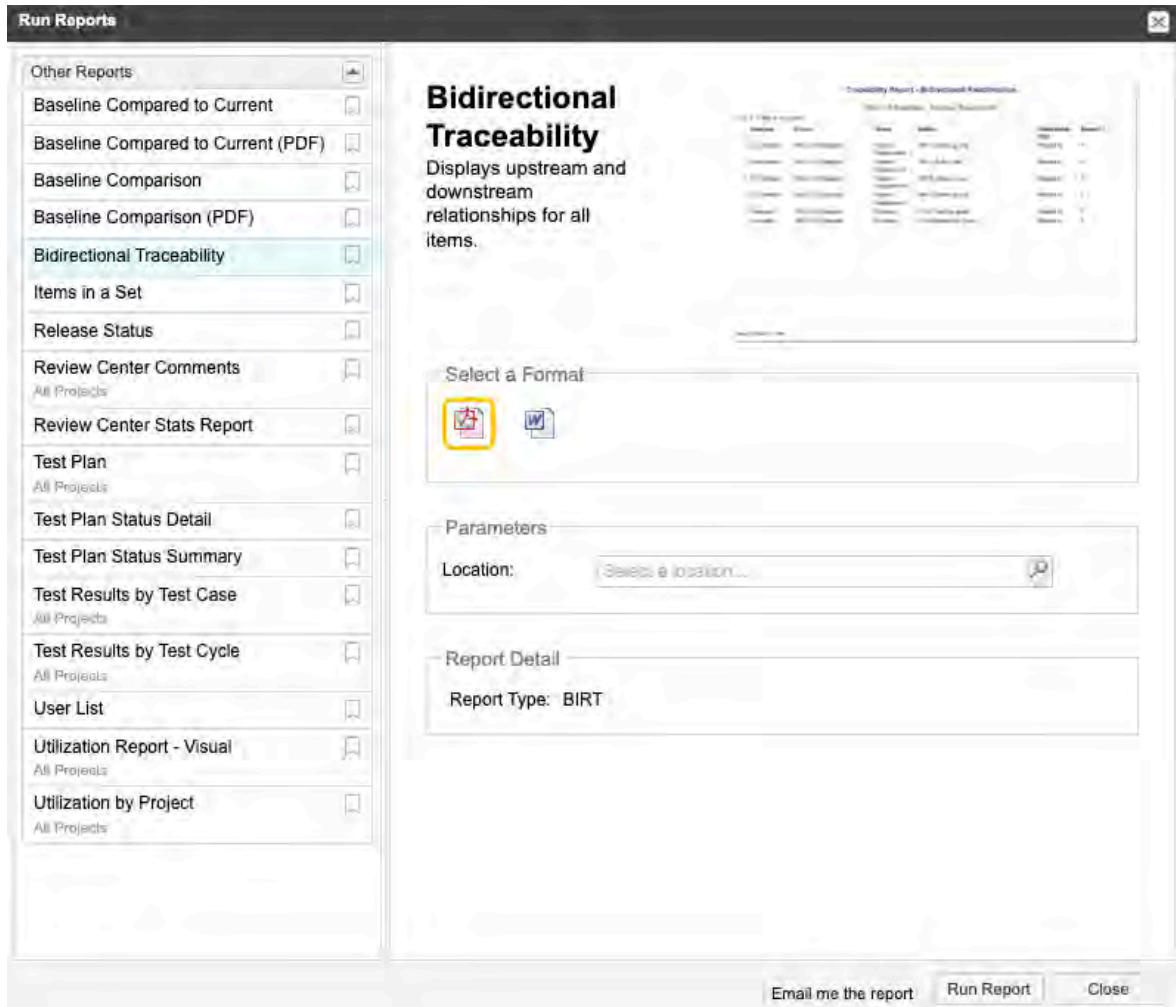 Run Reports
Other Reports
Baseline Compared to Current
Baseline Compared to Current (PDF)
Baseline Comparison
Baseline Comparison (PDF)
Bidirectional Traceability
Items in a Set
Release Status
Review Center Comments
All Projects
Review Center Stats Report
Test Plan
All Projects
Test Plan Status Detail
Test Plan Status Summary
Test Results by Test Case
All Projects
Test Results by Test Cycle
All Projects
User List
Utilization Report - Visual
All Projects
Utilization by Project
All Projects
Bidirectional
Traceability
Displays upstream and
downstream
relationships for all
items.
Traceability Report - Bidirectional Relationships
Select a Format
W
Parameters
Location:
Select a location...
Report Detail
Report Type: BIRT
Email me the report
Run Report
Close